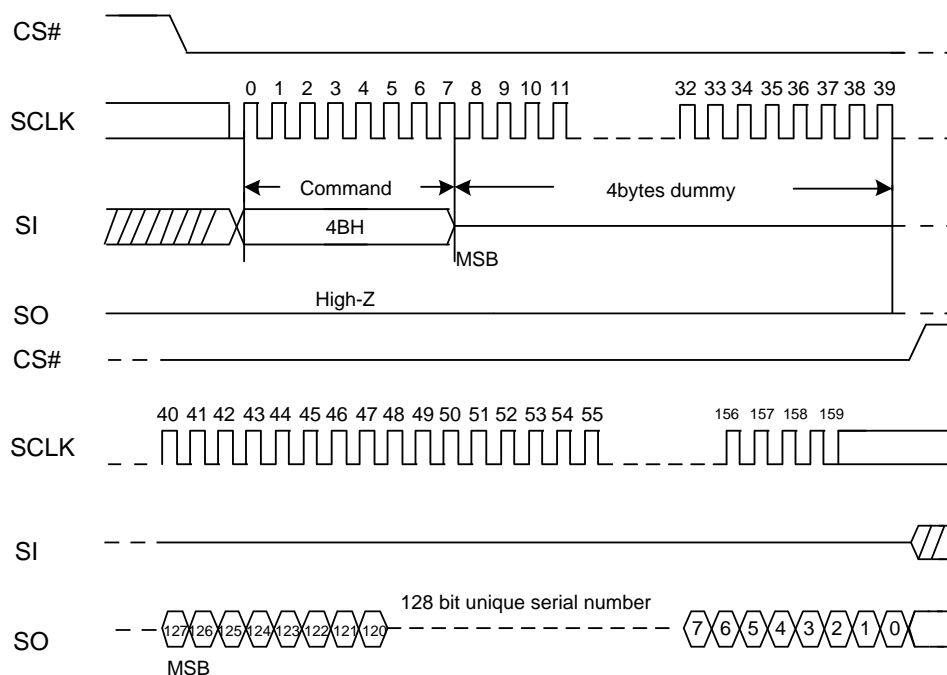 CS#
0 1 2 3 4 5 6 7 8 9 10 11 32 33 34 35 36 37 38 39
SCLK
Command 4bytes dummy
SI 4BH
MSB
High-Z
SO
CS#
40 41 42 43 44 45 46 47 48 49 50 51 52 53 54 55 156 157 158 159
SCLK
SI
128 bit unique serial number
SO 127 126 125 124 123 122 121 120 7 6 5 4 3 2 1 0
MSB